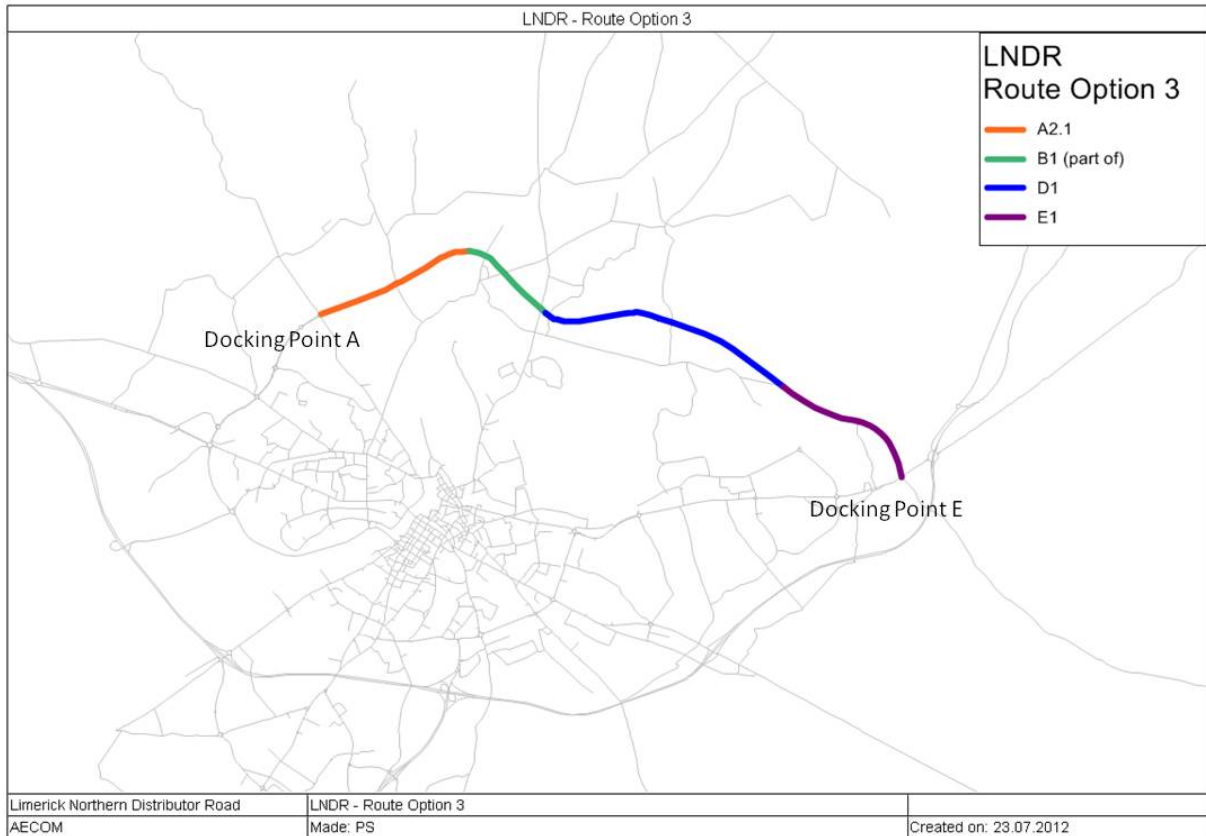 LNDR - Route Option 3
LNDR
Route Option 3
A2.1
B1 (part of)
D1
E1
Docking Point A
Docking Point E
Limerick Northern Distributor Road
LNDR - Route Option 3
AECOM
Made: PS
Created on: 23.07.2012